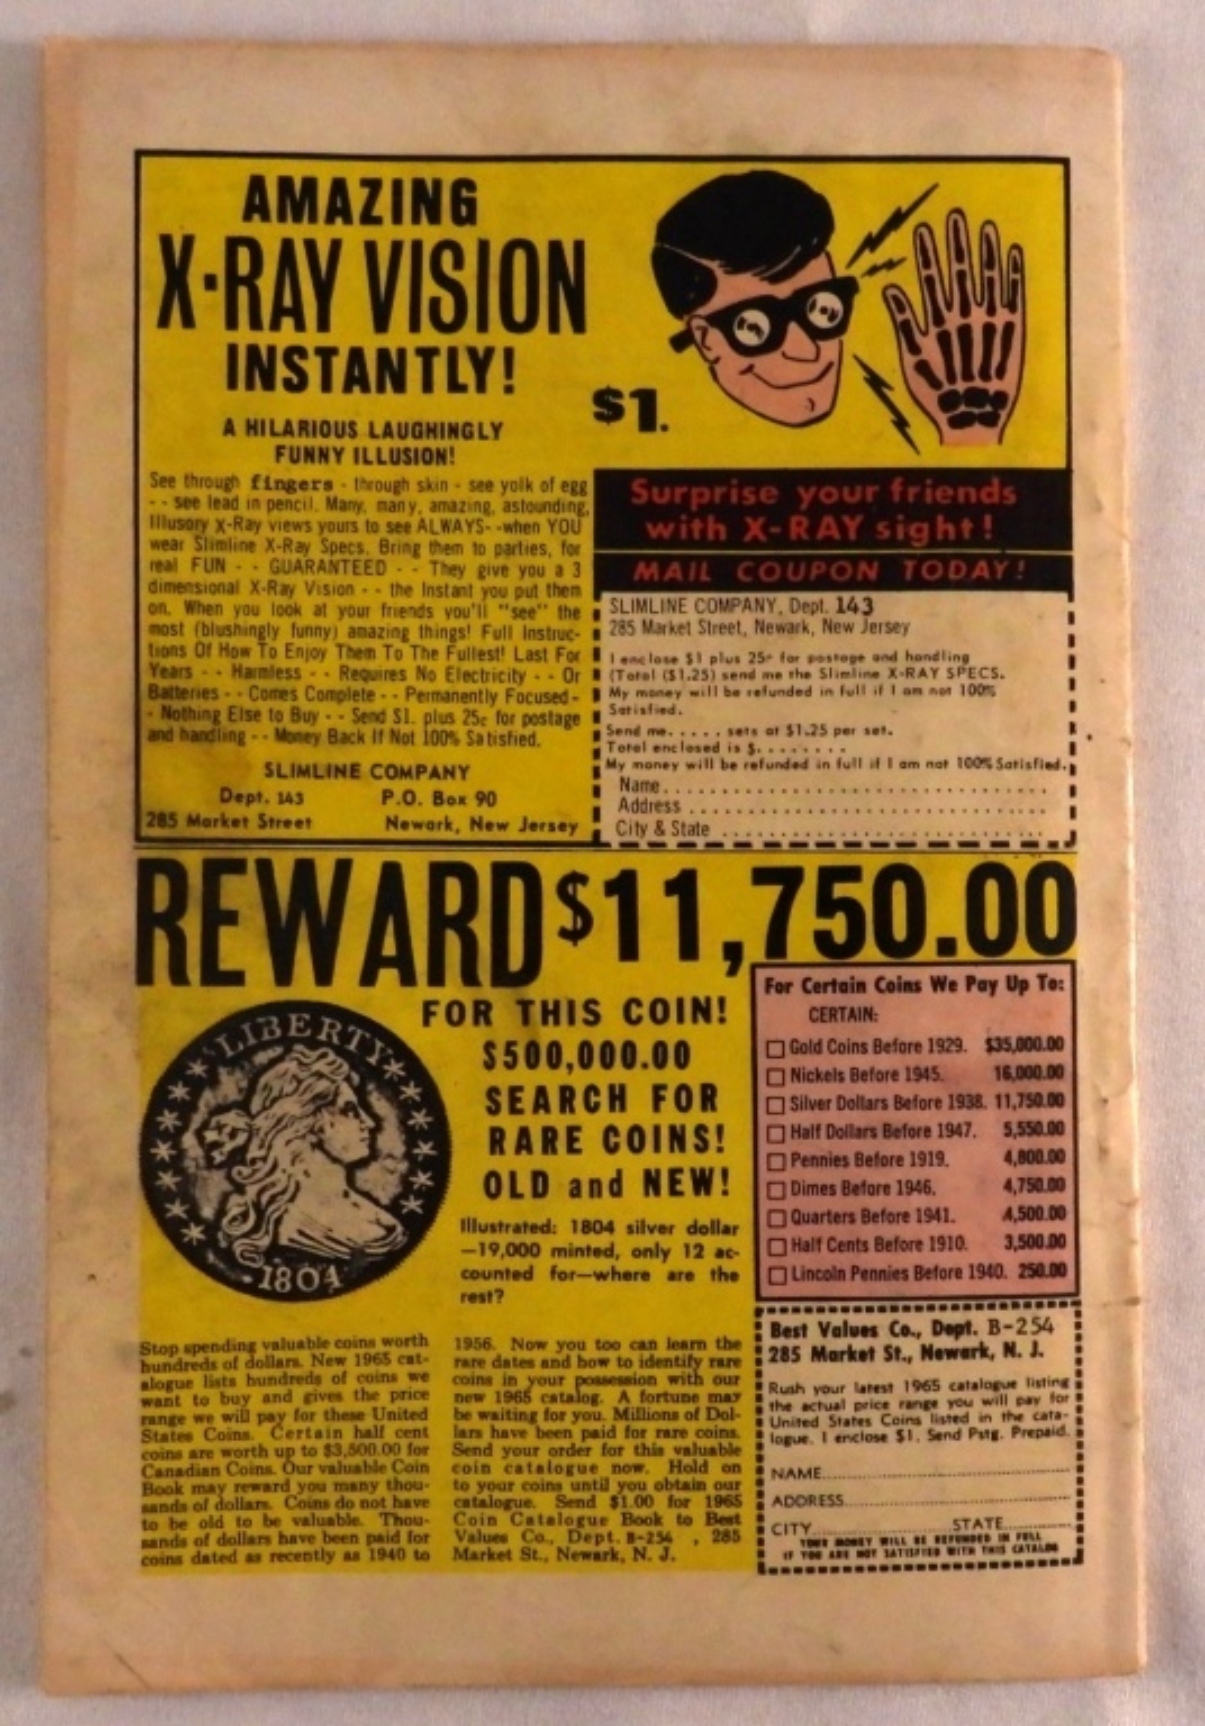 AMAZING
X-RAY VISION
INSTANTLY!
A HILARIOUS LAUGHINGLY
FUNNY ILLUSION!
See through fingers - through skin - see yolk of egg
- - see lead in pencil. Many, many, amazing, astounding,
Illusory X-Ray views yours to see ALWAYS- -when YOU
wear Slimline X-Ray Specs. Bring them to parties, for
real FUN - - GUARANTEED - - They give you a 3
dimensional X-Ray Vision - - the Instant you put them
on. When you look at your friends you'll "see" the
most (blushingly funny) amazing things! Full Instruc-
tions Of How To Enjoy Them To The Fullest! Last For
Years - - Harmless - - Requires No Electricity - - Or
Batteries - - Comes Complete - - Permanently Focused-
- Nothing Else to Buy - - Send $1. plus 25c for postage
and handling - - Money Back If Not 100% Satisfied.
SLIMLINE COMPANY
Dept. 143 P.O. Box 90
285 Market Street Newark, New Jersey
$1.
Surprise your friends
with X-RAY sight!
MAIL COUPON TODAY!
SLIMLINE COMPANY, Dept. 143
285 Market Street, Newark, New Jersey
I enclose $1 plus 25c for postage and handling
(Total ($1.25) send me the Slimline X-RAY SPECS.
My money will be refunded in full if I am not 100%
Satisfied.
Send me. . . . . sets at $1.25 per set.
Total enclosed is $. . . . . . . .
My money will be refunded in full if I am not 100% Satisfied.
Name
Address
City & State
REWARD $11,750.00
LIBERTY
1804
FOR THIS COIN!
$500,000.00
SEARCH FOR
RARE COINS!
OLD and NEW!
Illustrated: 1804 silver dollar
—19,000 minted, only 12 ac-
counted for—where are the
rest?
Stop spending valuable coins worth
hundreds of dollars. New 1965 cat-
alogue lists hundreds of coins we
want to buy and gives the price
range we will pay for these United
States Coins. Certain half cent
coins are worth up to $3,500.00 for
Canadian Coins. Our valuable Coin
Book may reward you many thou-
sands of dollars. Coins do not have
to be old to be valuable. Thou-
sands of dollars have been paid for
coins dated as recently as 1940 to
1956. Now you too can learn the
rare dates and how to identify rare
coins in your possession with our
new 1965 catalog. A fortune may
be waiting for you. Millions of Dol-
lars have been paid for rare coins.
Send your order for this valuable
coin catalogue now. Hold on
to your coins until you obtain our
catalogue. Send $1.00 for 1965
Coin Catalogue Book to Best
Values Co., Dept. B-254 , 285
Market St., Newark, N. J.
For Certain Coins We Pay Up To:
CERTAIN:
Gold Coins Before 1929. $35,000.00
Nickels Before 1945. 16,000.00
Silver Dollars Before 1938. 11,750.00
Half Dollars Before 1947. 5,550.00
Pennies Before 1919. 4,800.00
Dimes Before 1946. 4,750.00
Quarters Before 1941. 4,500.00
Half Cents Before 1910. 3,500.00
Lincoln Pennies Before 1940. 250.00
Best Values Co., Dept. B-254
285 Market St., Newark, N. J.
Rush your latest 1965 catalogue listing
the actual price range you will pay for
United States Coins listed in the cata-
logue. I enclose $1. Send Pstg. Prepaid.
NAME
ADDRESS
CITY STATE
YOUR MONEY WILL BE REFUNDED IN FULL
IF YOU ARE NOT SATISFIED WITH THIS CATALOG